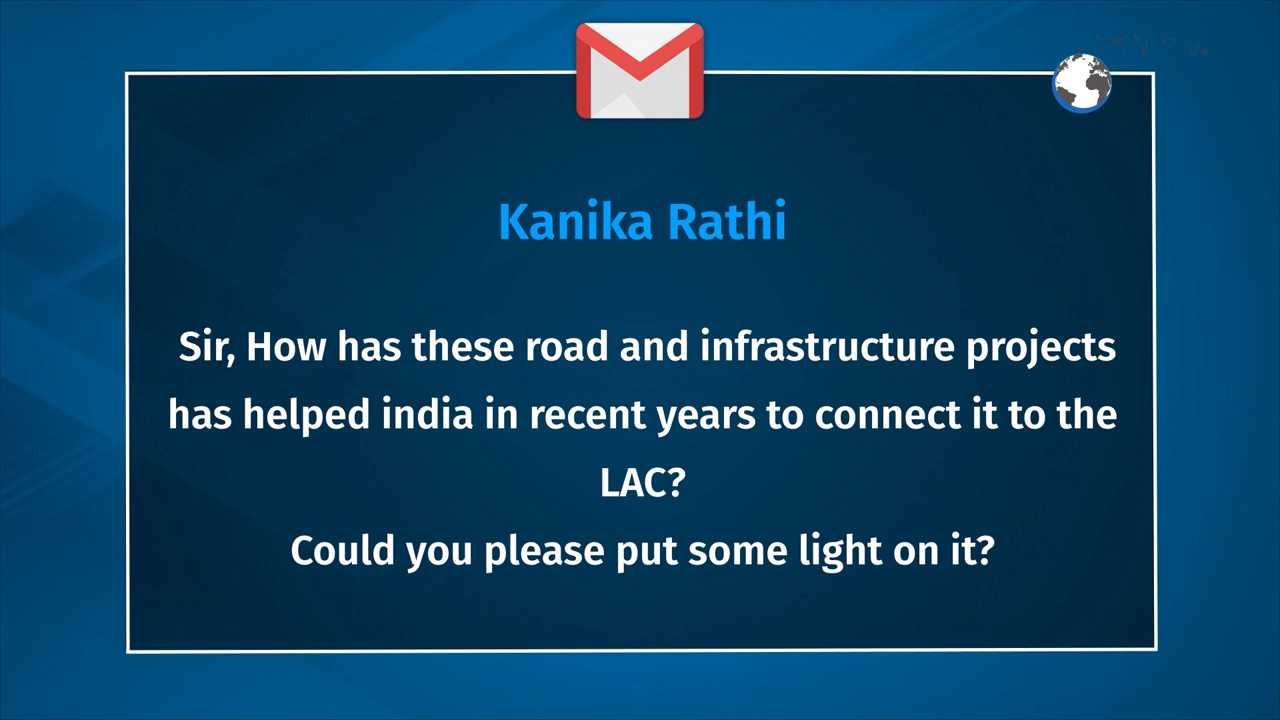 Kanika Rathi
Sir, How has these road and infrastructure projects
has helped india in recent years to connect it to the
LAC?
Could you please put some light on it?